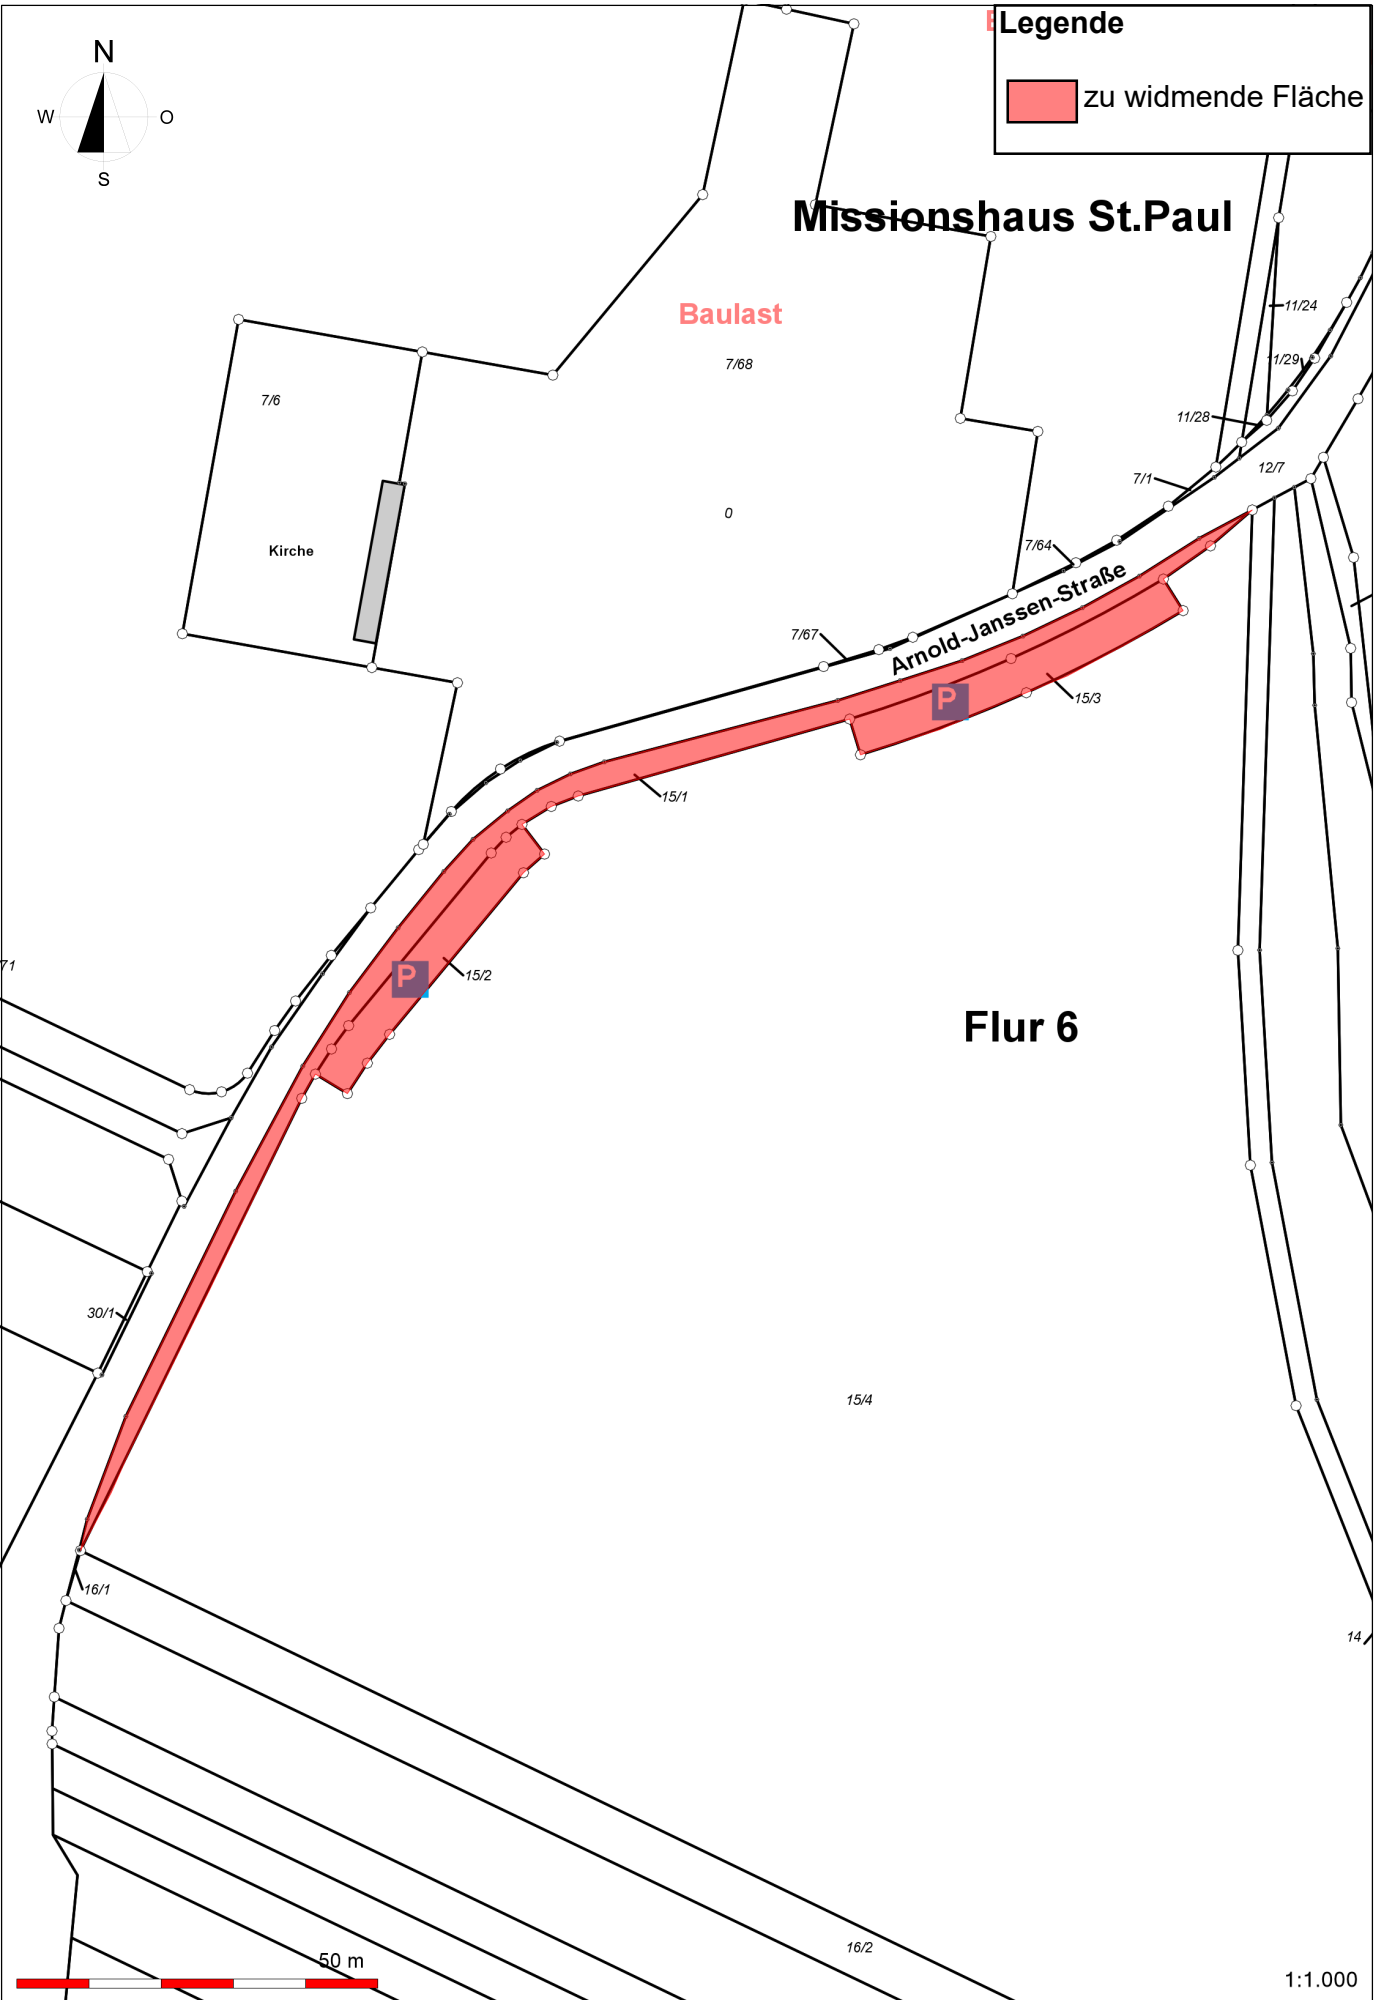 Legende
zu widmende Fläche
N
W
O
S
Missionshaus St.Paul
Baulast
7/68
11/24
11/29
7/6
11/28
12/7
7/1
0
Kirche
7/64
Arnold-Janssen-Straße
7/67
15/3
P
15/1
71
15/2
P
Flur 6
30/1
15/4
16/1
14
16/2
50 m
1:1.000